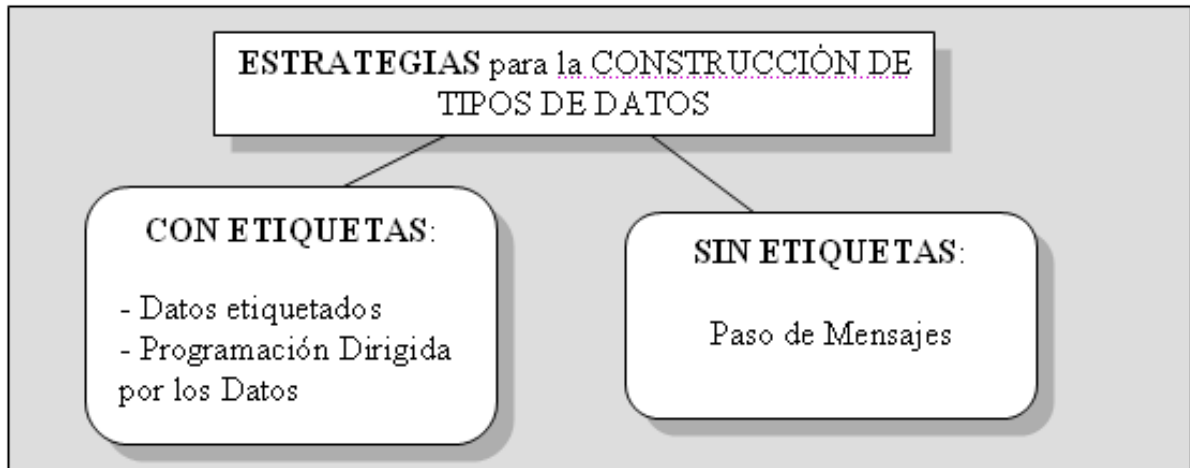 ESTRATEGIAS para la CONSTRUCCIÓN DE
TIPOS DE DATOS
CON ETIQUETAS:
- Datos etiquetados
- Programación Dirigida
por los Datos
SIN ETIQUETAS:
Paso de Mensajes